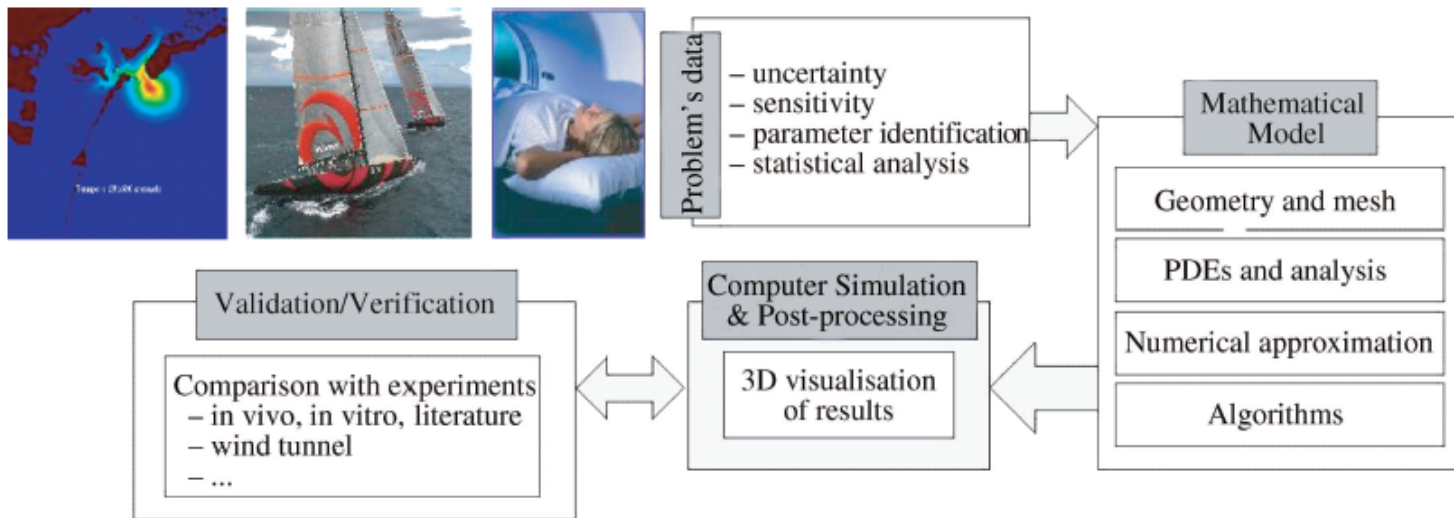 Problem's data
– uncertainty
– sensitivity
– parameter identification
– statistical analysis
Mathematical
Model
Geometry and mesh
PDEs and analysis
Numerical approximation
Algorithms
Computer Simulation
& Post-processing
3D visualisation
of results
Validation/Verification
Comparison with experiments
– in vivo, in vitro, literature
– wind tunnel
– ...